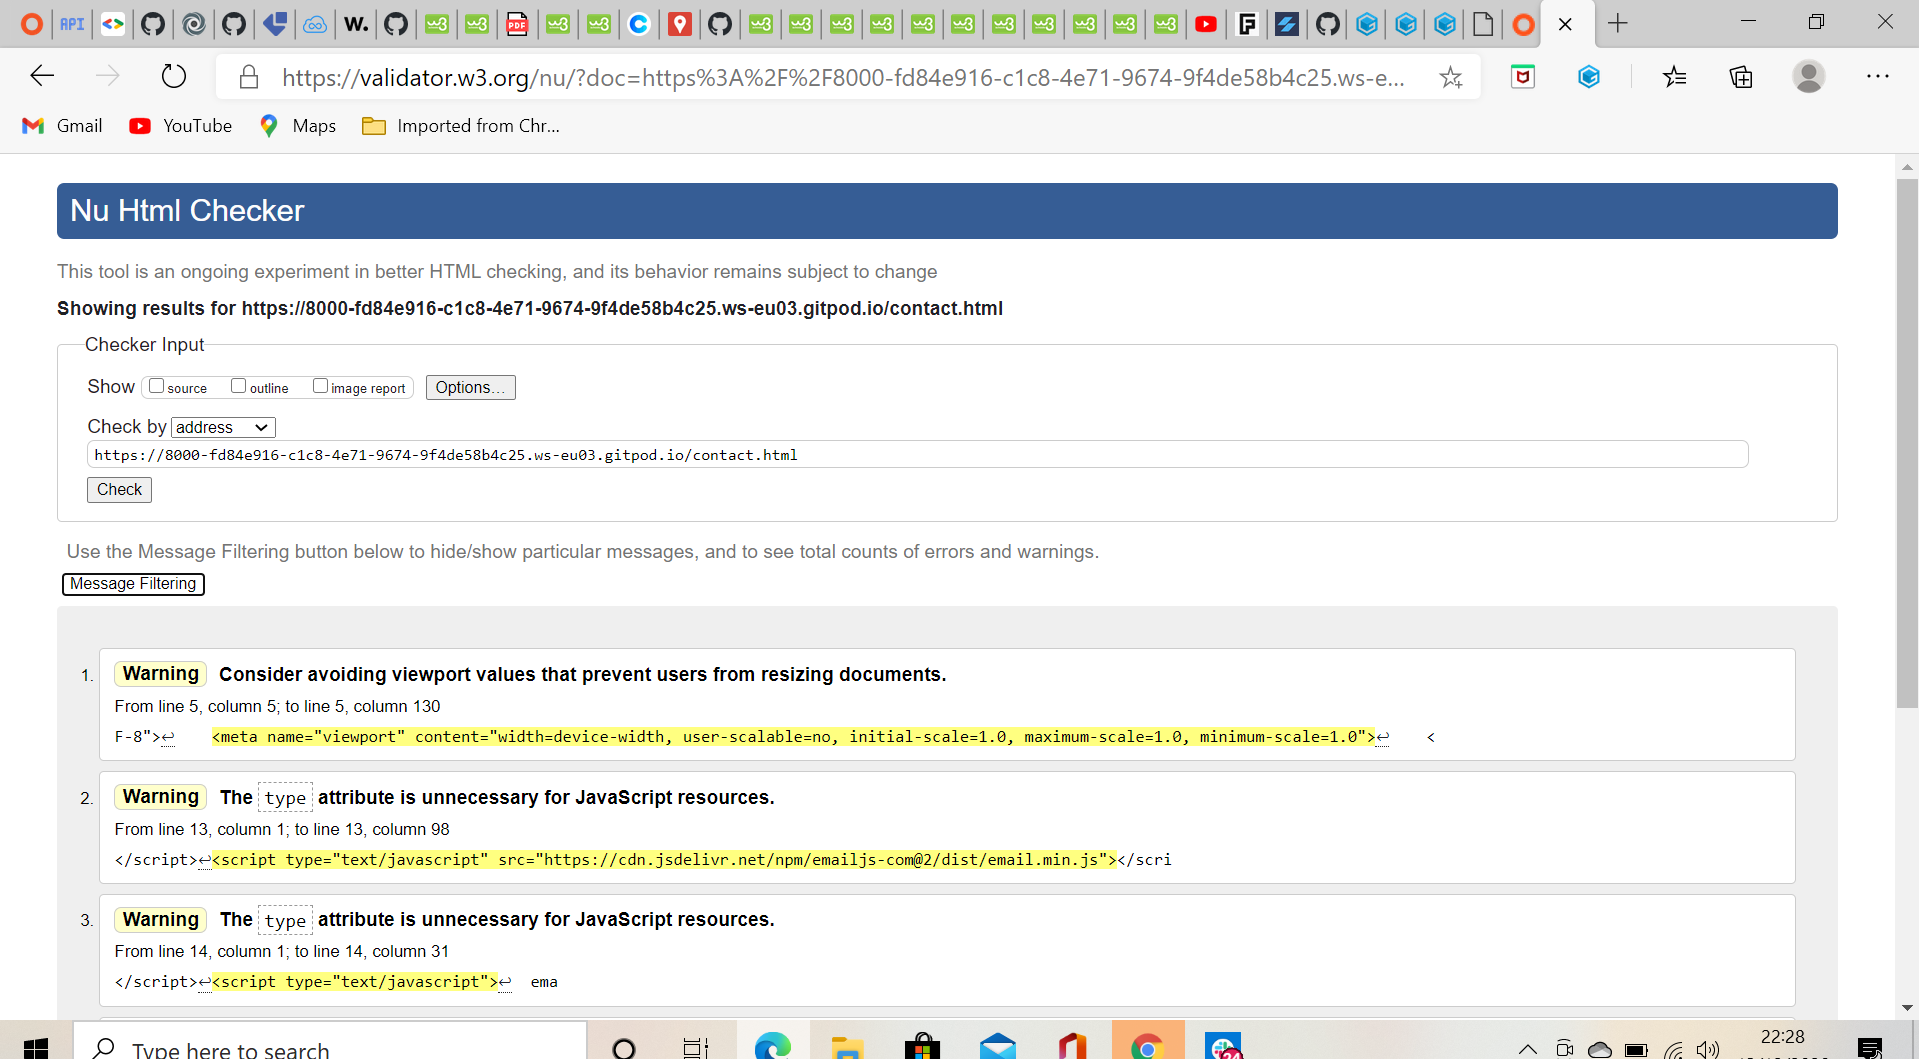 API
w.
PDF
https://validator.w3.org/nu/?doc=https%3A%2F%2F8000-fd84e916-c1c8-4e71-9674-9f4de58b4c25.ws-e...
Gmail YouTube Maps Imported from Chr...
Nu Html Checker
This tool is an ongoing experiment in better HTML checking, and its behavior remains subject to change
Showing results for https://8000-fd84e916-c1c8-4e71-9674-9f4de58b4c25.ws-eu03.gitpod.io/contact.html
Checker Input
Show source outline image report Options...
Check by address
https://8000-fd84e916-c1c8-4e71-9674-9f4de58b4c25.ws-eu03.gitpod.io/contact.html
Check
Use the Message Filtering button below to hide/show particular messages, and to see total counts of errors and warnings.
Message Filtering
1. Warning Consider avoiding viewport values that prevent users from resizing documents.
From line 5, column 5; to line 5, column 130
F-8">↩ <meta name="viewport" content="width=device-width, user-scalable=no, initial-scale=1.0, maximum-scale=1.0, minimum-scale=1.0">↩ <
2. Warning The type attribute is unnecessary for JavaScript resources.
From line 13, column 1; to line 13, column 98
</script>↩<script type="text/javascript" src="https://cdn.jsdelivr.net/npm/emailjs-com@2/dist/email.min.js"></scri
3. Warning The type attribute is unnecessary for JavaScript resources.
From line 14, column 1; to line 14, column 31
</script>↩<script type="text/javascript">↩ ema
Type here to search
24
22:28